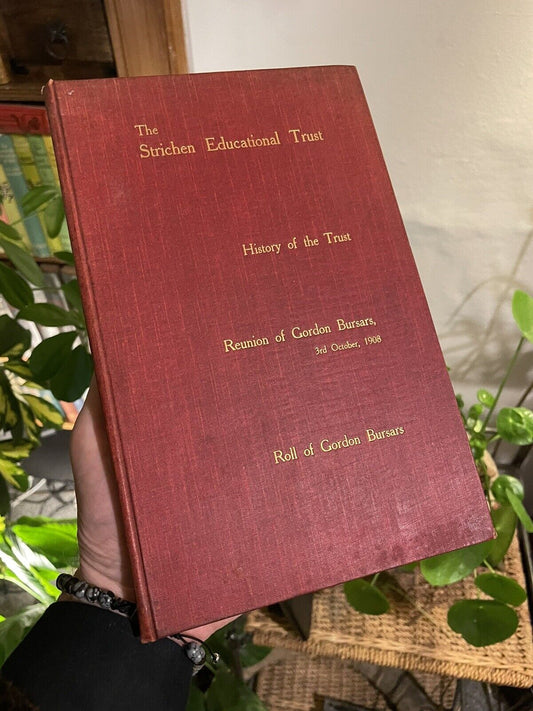 The
Strichen Educational Trust
History of the Trust
Reunion of Gordon Bursars,
3rd October, 1908
Roll of Gordon Bursars